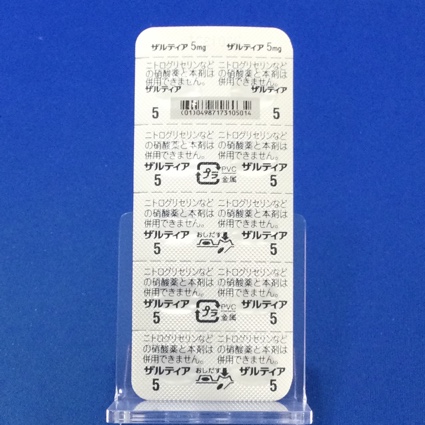 ザルティア 5mg ザルティア 5mg
ニトログリセリンなど ニトログリセリンなど
の硝酸薬と本剤は の硝酸薬と本剤は
併用できません。 併用できません。
ザルティア ザルティア
5 5
(01)04987173105014
ニトログリセリンなど ニトログリセリンなど
の硝酸薬と本剤は の硝酸薬と本剤は
併用できません。 併用できません。
ザルティア プラ PVC ザルティア
5 金属 5
ニトログリセリンなど ニトログリセリンなど
の硝酸薬と本剤は の硝酸薬と本剤は
併用できません。 併用できません。
ザルティア おしだす ザルティア
5 5
ニトログリセリンなど ニトログリセリンなど
の硝酸薬と本剤は の硝酸薬と本剤は
併用できません。 併用できません。
ザルティア プラ PVC ザルティア
5 金属 5
ニトログリセリンなど ニトログリセリンなど
の硝酸薬と本剤は の硝酸薬と本剤は
併用できません。 併用できません。
ザルティア おしだす ザルティア
5 5